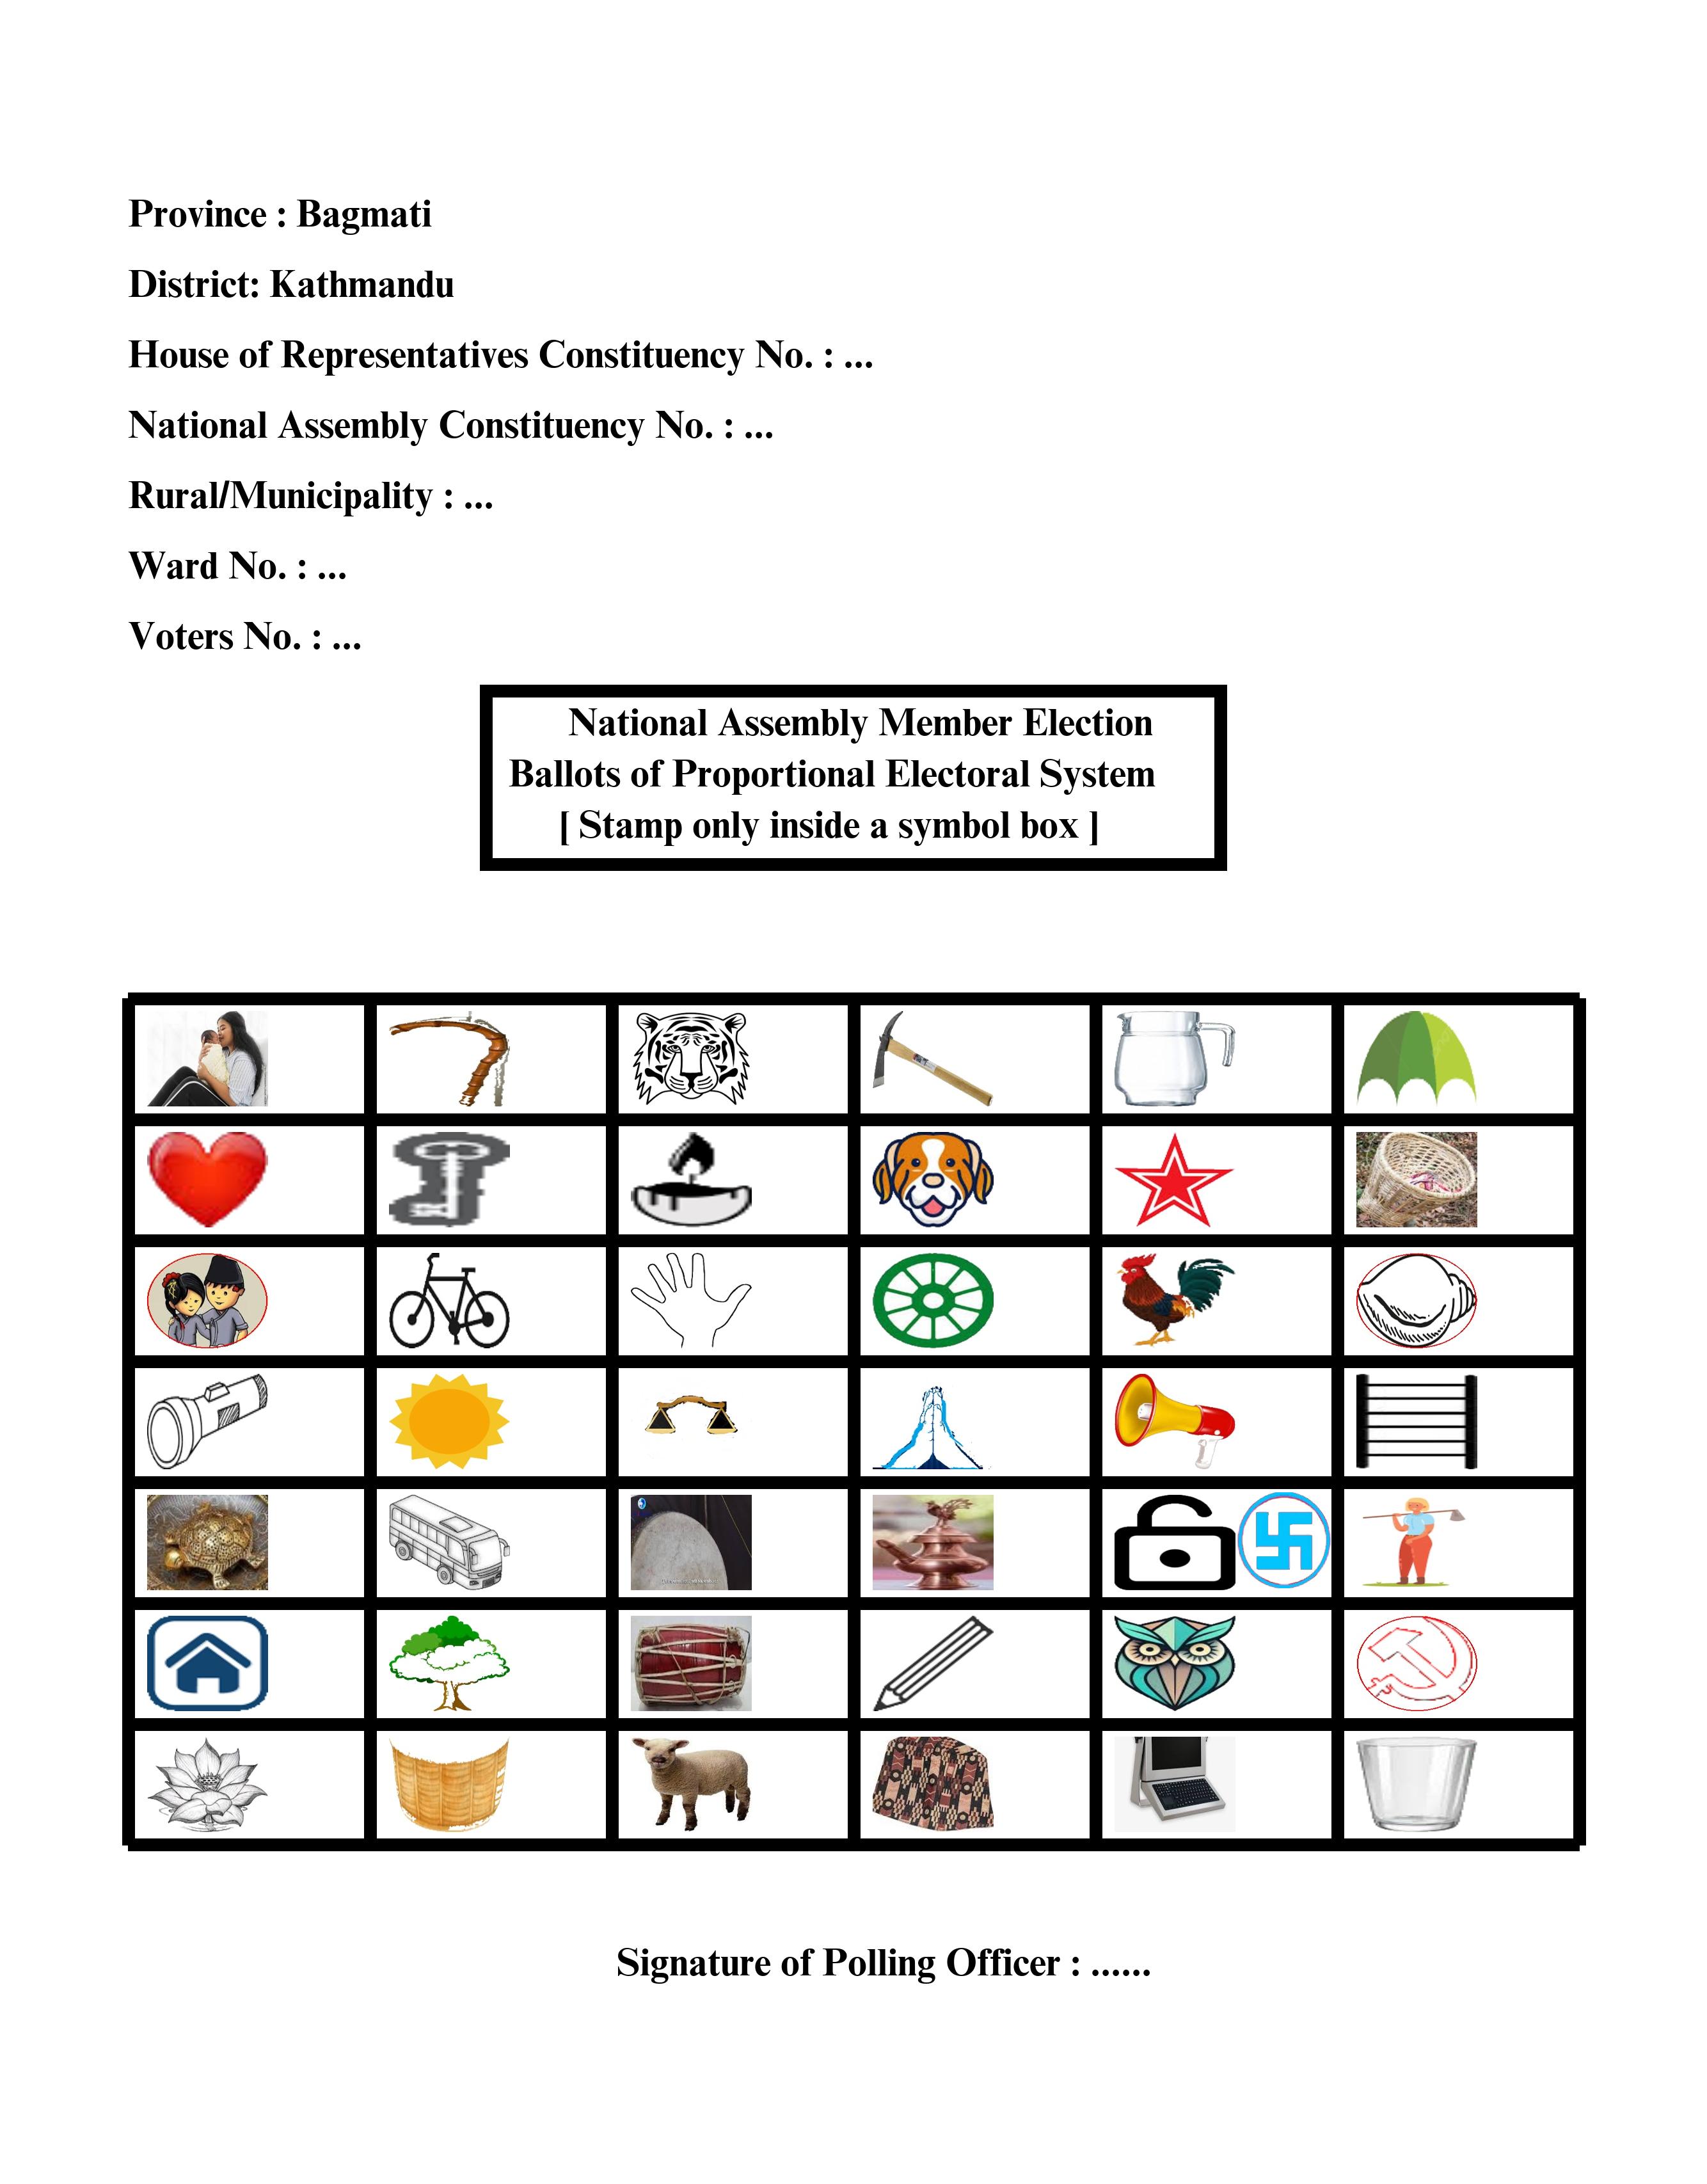 Province : Bagmati
District: Kathmandu
House of Representatives Constituency No. : ...
National Assembly Constituency No. : ...
Rural/Municipality : ...
Ward No. : ...
Voters No. : ...
National Assembly Member Election
Ballots of Proportional Electoral System
[ Stamp only inside a symbol box ]
Signature of Polling Officer : ......